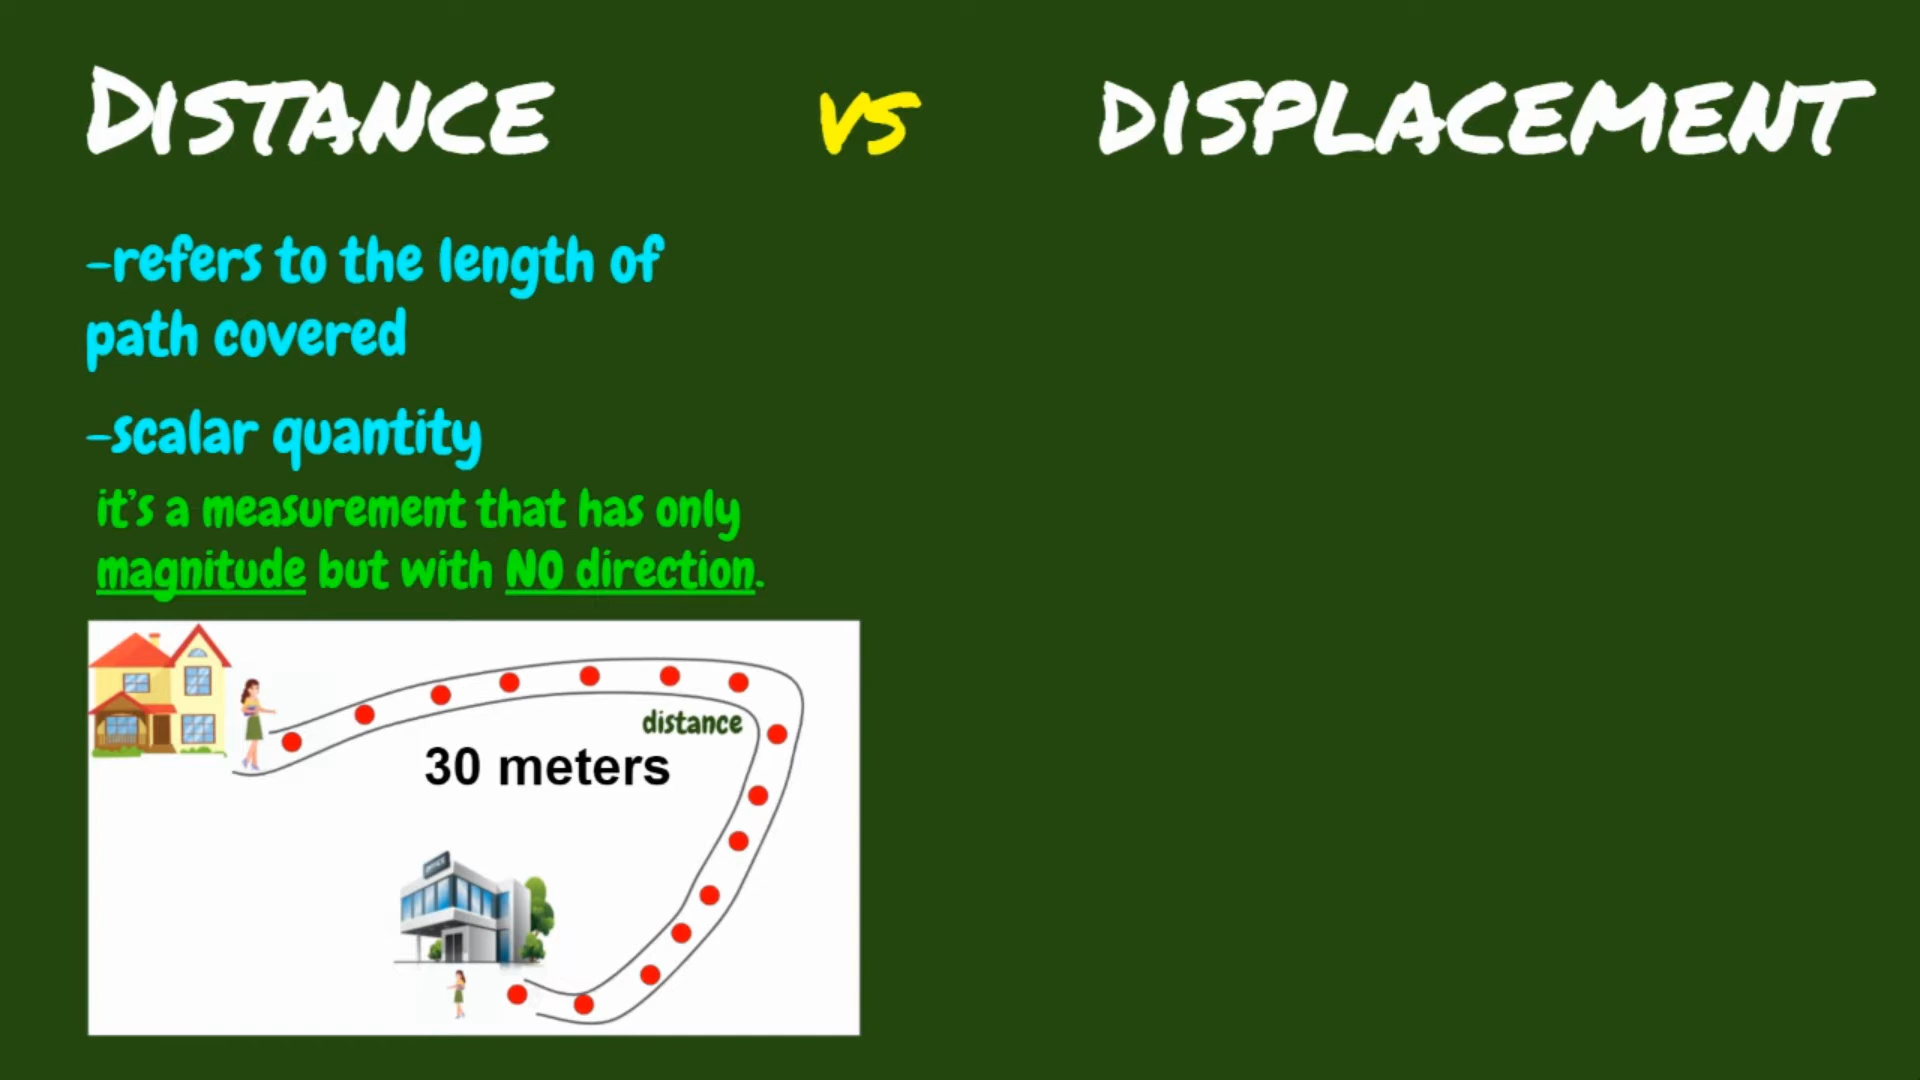 DISTANCE VS DISPLACEMENT
-refers to the length of
path covered
-scalar quantity
it's a measurement that has only
magnitude but with NO direction.
distance
30 meters
OFFICE